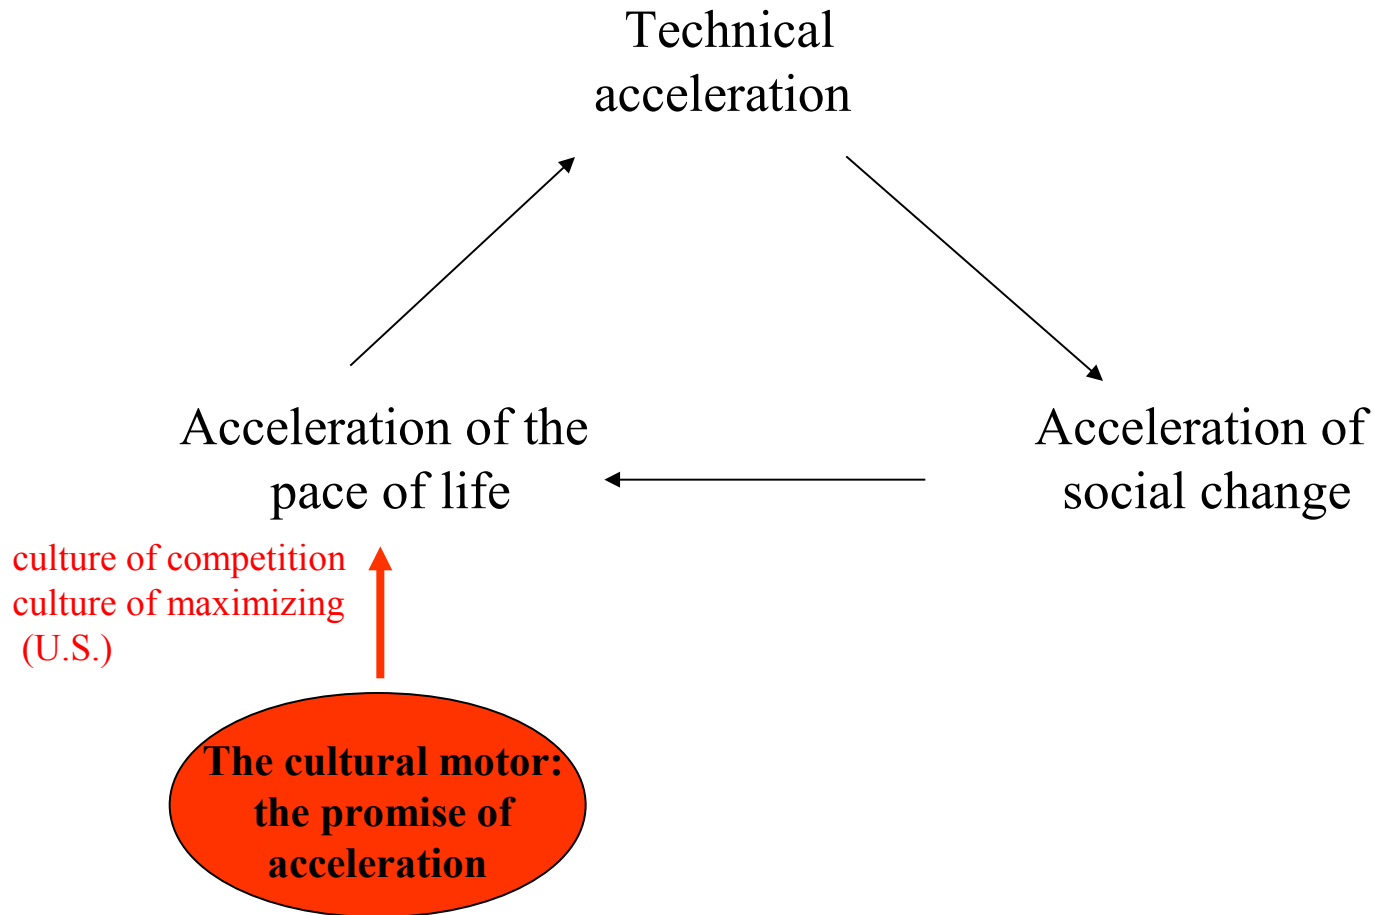 Technical
acceleration
Acceleration of the
pace of life
Acceleration of
social change
culture of competition
culture of maximizing
(U.S.)
The cultural motor:
the promise of
acceleration